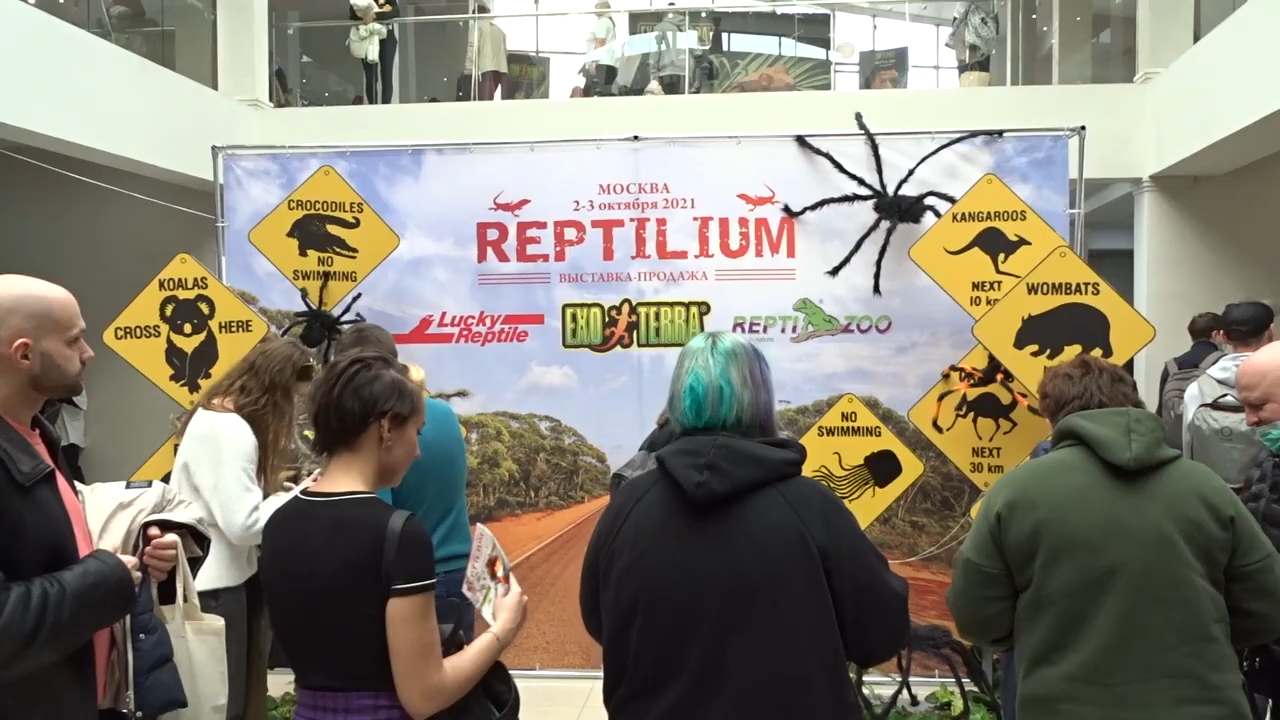 МОСКВА
2-3 октября 2021
REPTILIUM
ВЫСТАВКА-ПРОДАЖА
Lucky
Reptile
EXO TERRA®
REPTI ZOO
CROCODILES
NO
SWIMMING
KOALAS
CROSS HERE
KANGAROOS
NEXT
10 km
WOMBATS
NEXT
30 km
NO
SWIMMING
REPTILIUM